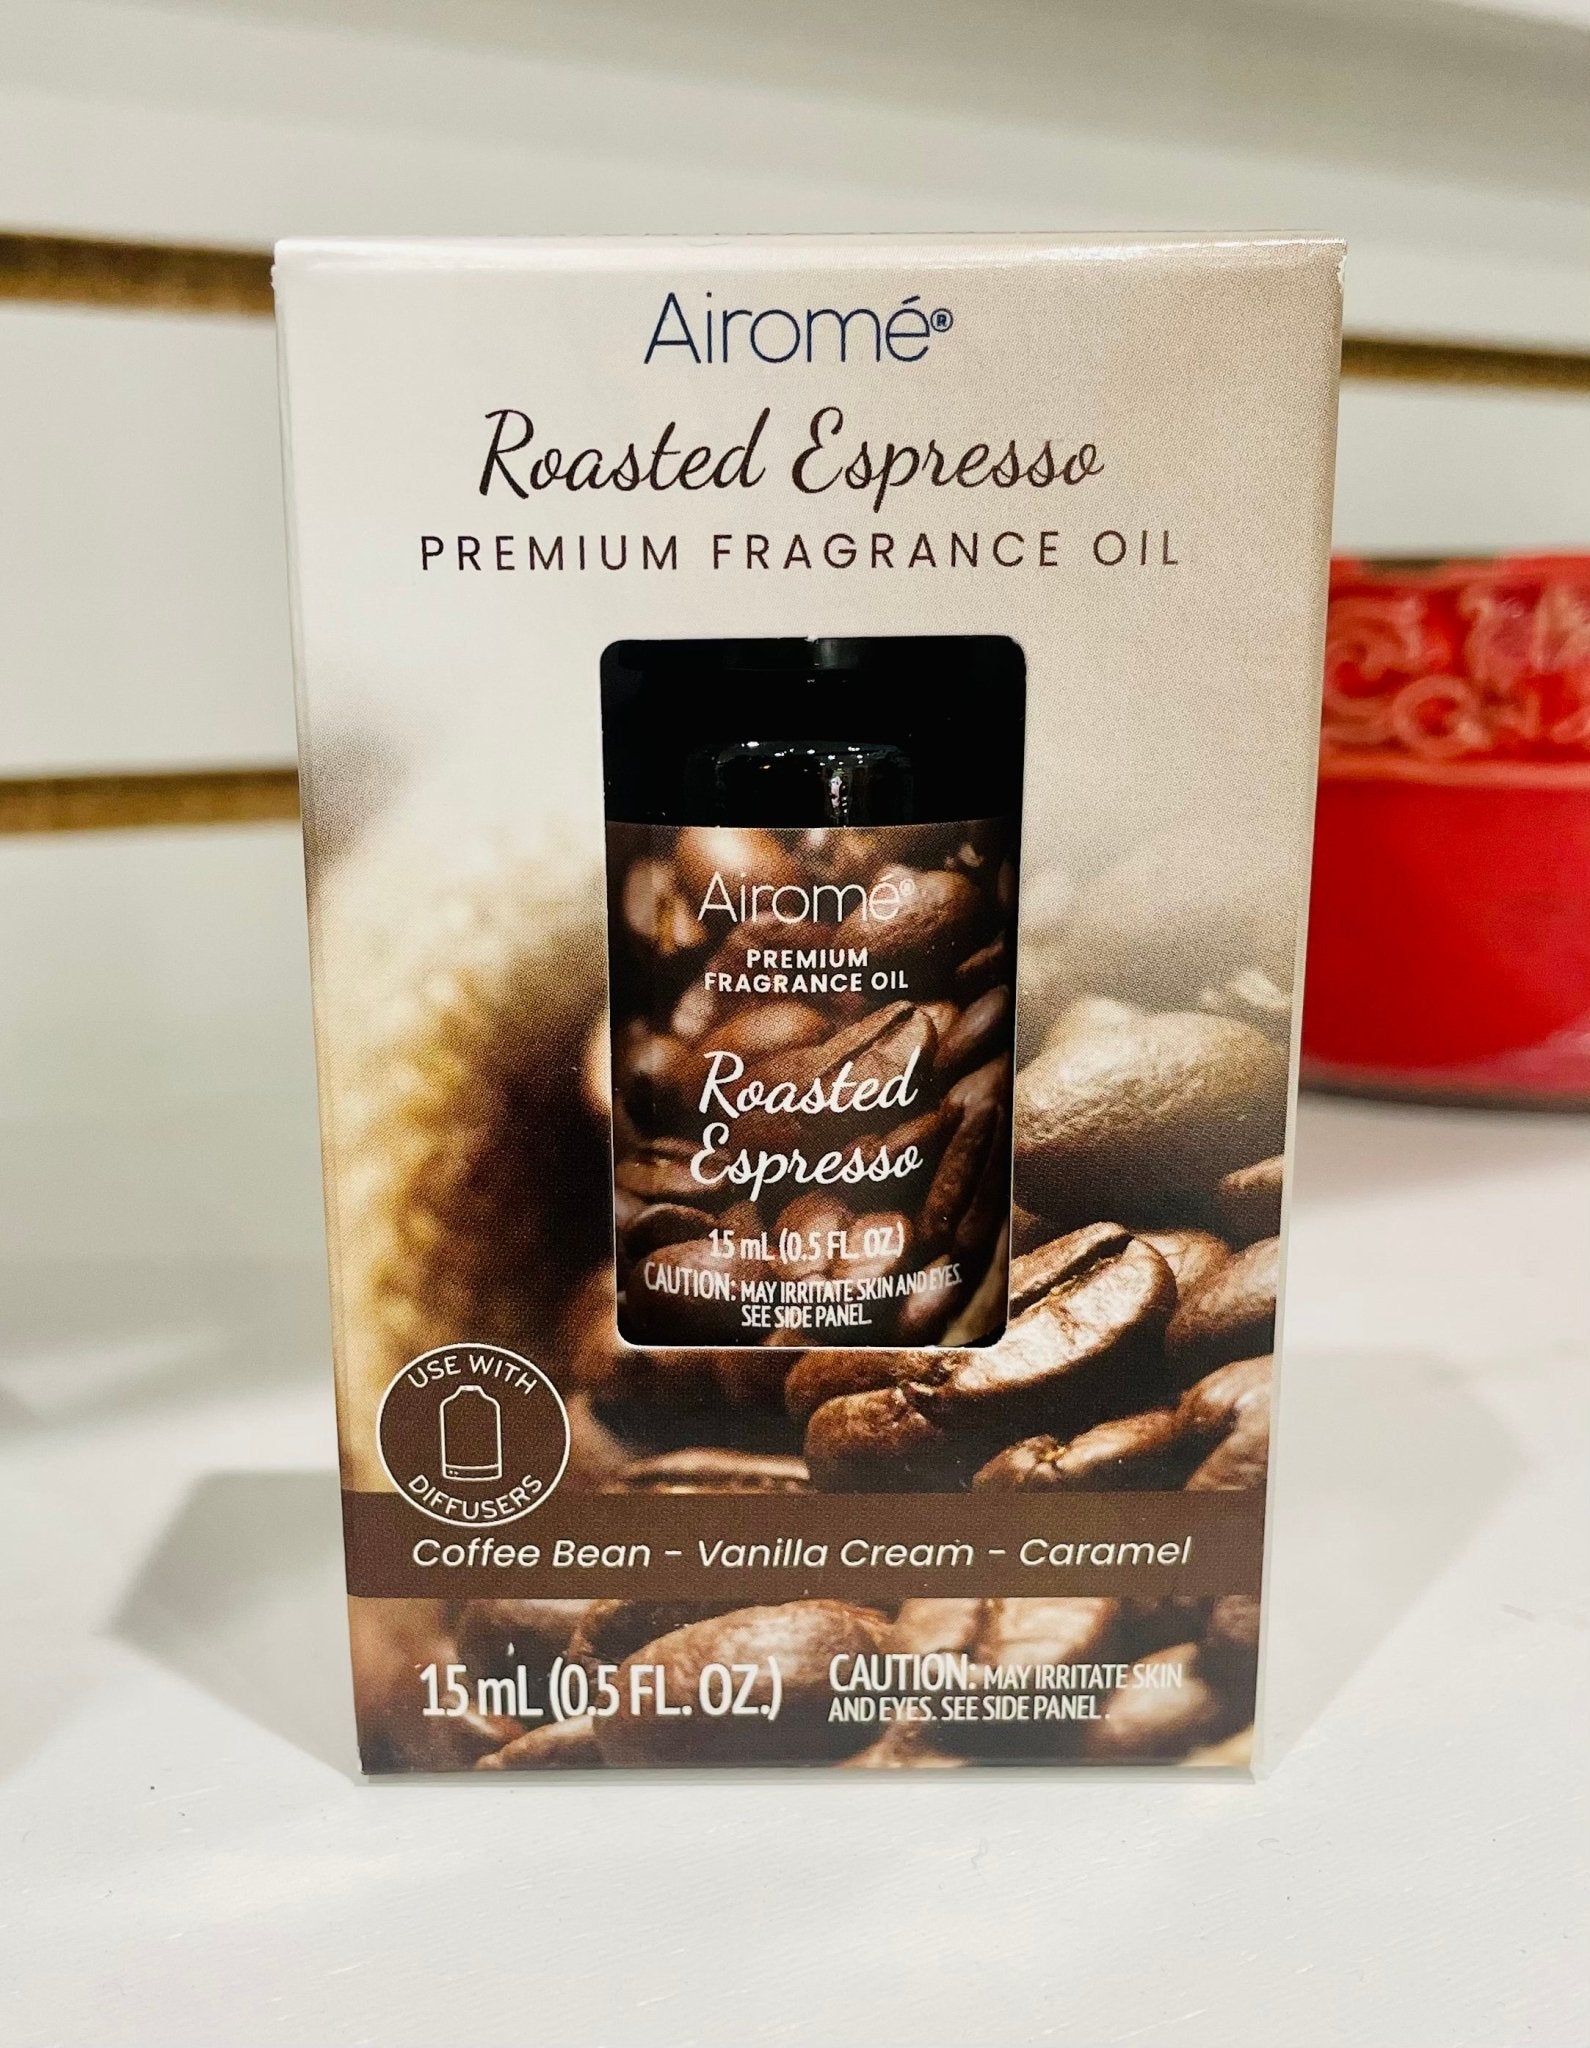 Airomé®
Roasted Espresso
PREMIUM FRAGRANCE OIL
Airomé®
PREMIUM
FRAGRANCE OIL
Roasted
Espresso
15 mL (0.5 FL. OZ.)
CAUTION: MAY IRRITATE SKIN AND EYES.
SEE SIDE PANEL.
USE WITH
DIFFUSERS
Coffee Bean - Vanilla Cream - Caramel
15 mL (0.5 FL. OZ.)
CAUTION: MAY IRRITATE SKIN
AND EYES. SEE SIDE PANEL.